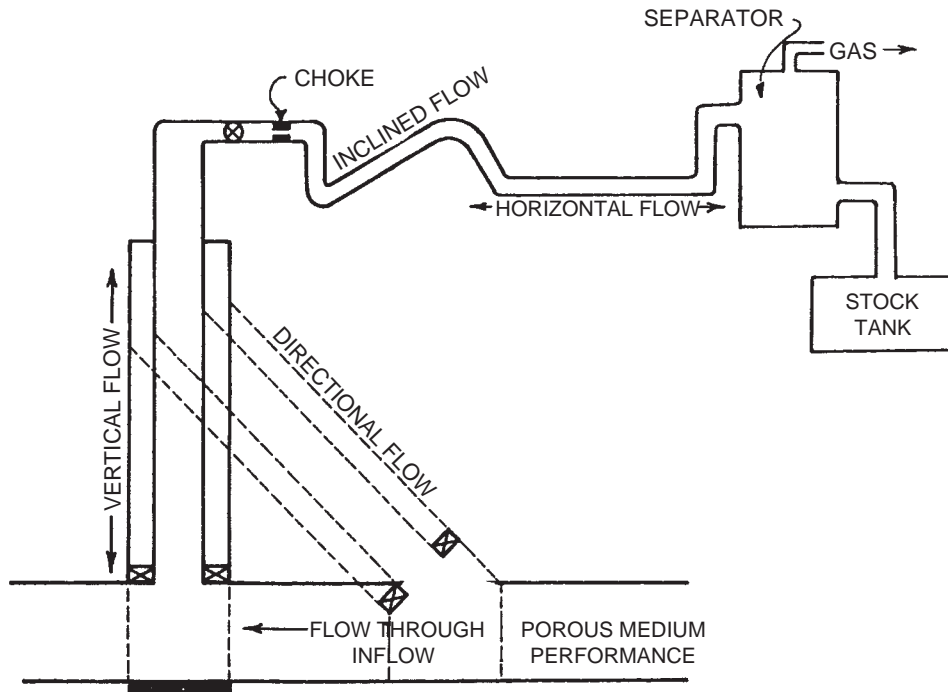 SEPARATOR
GAS
CHOKE
INCLINED FLOW
HORIZONTAL FLOW
STOCK
TANK
VERTICAL FLOW
DIRECTIONAL FLOW
FLOW THROUGH
INFLOW
POROUS MEDIUM
PERFORMANCE